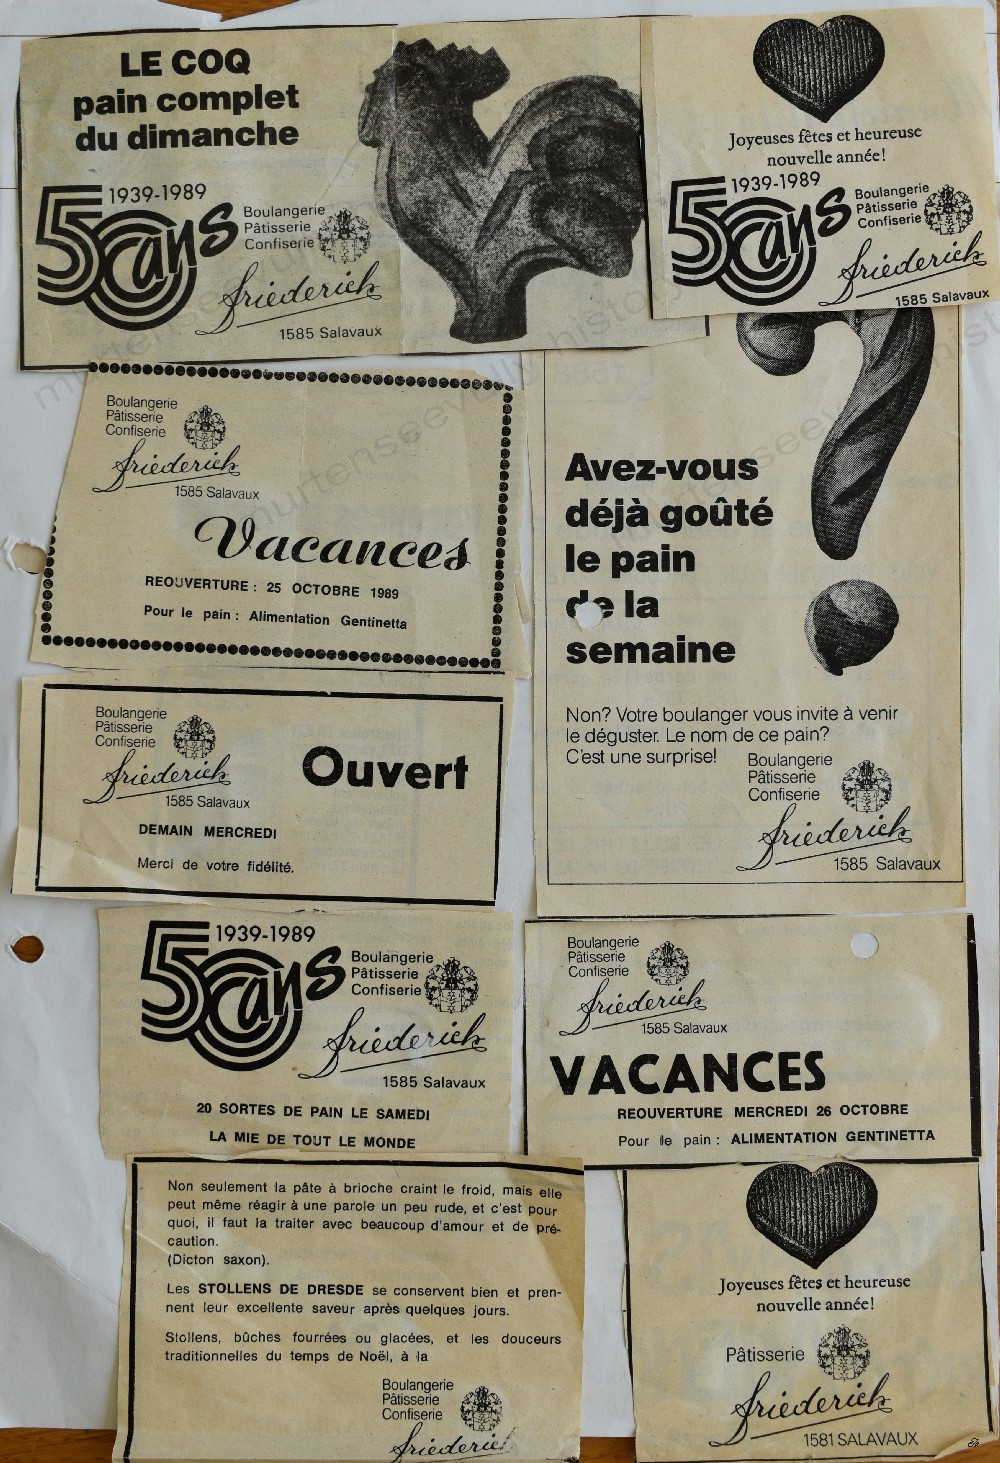 LE COQ
pain complet
du dimanche
1939-1989
50 ans
Boulangerie
Pâtisserie
Confiserie
Friederich
1585 Salavaux
Joyeuses fêtes et heureuse
nouvelle année!
1939-1989
50 ans
Boulangerie
Pâtisserie
Confiserie
Friederich
1585 Salavaux
Boulangerie
Pâtisserie
Confiserie
Friederich
1585 Salavaux
Vacances
REOUVERTURE : 25 OCTOBRE 1989
Pour le pain : Alimentation Gentinetta
?
Avez-vous
déjà goûté
le pain
de la
semaine
Non? Votre boulanger vous invite à venir
le déguster. Le nom de ce pain?
C'est une surprise!
Boulangerie
Pâtisserie
Confiserie
Friederich
1585 Salavaux
Boulangerie
Pâtisserie
Confiserie
Friederich
1585 Salavaux
Ouvert
DEMAIN MERCREDI
Merci de votre fidélité.
1939-1989
50 ans
Boulangerie
Pâtisserie
Confiserie
Friederich
1585 Salavaux
20 SORTES DE PAIN LE SAMEDI
LA MIE DE TOUT LE MONDE
Boulangerie
Pâtisserie
Confiserie
Friederich
1585 Salavaux
VACANCES
REOUVERTURE MERCREDI 26 OCTOBRE
Pour le pain : ALIMENTATION GENTINETTA
Non seulement la pâte à brioche craint le froid, mais elle
peut même réagir à une parole un peu rude, et c'est pour
quoi, il faut la traiter avec beaucoup d'amour et de pré-
caution.
(Dicton saxon).
Les STOLLENS DE DRESDE se conservent bien et pren-
nent leur excellente saveur après quelques jours.
Stollens, bûches fourrées ou glacées, et les douceurs
traditionnelles du temps de Noël, à la
Boulangerie
Pâtisserie
Confiserie
Friederich
Joyeuses fêtes et heureuse
nouvelle année!
Pâtisserie
Friederich
1581 SALAVAUX